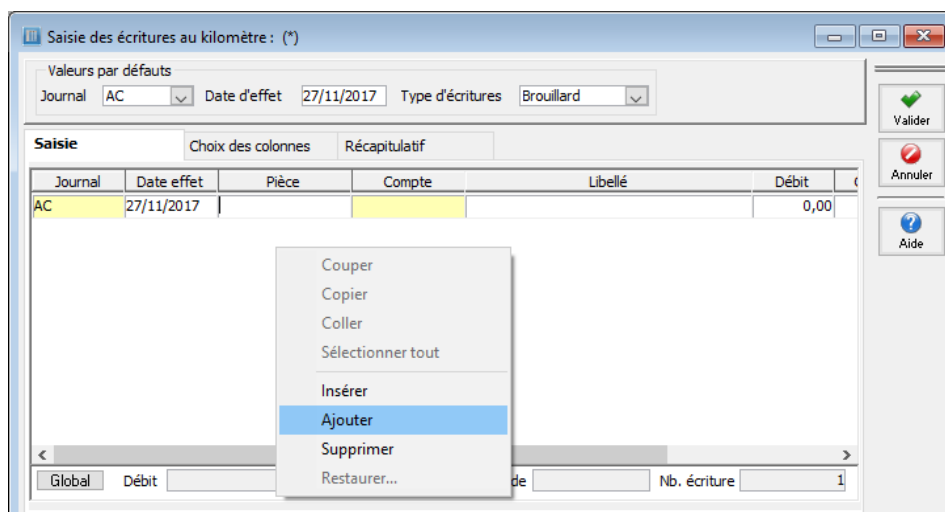 Saisie des écritures au kilomètre : (*)
Valeurs par défauts
Journal AC Date d'effet 27/11/2017 Type d'écritures Brouillard
Valider
Saisie Choix des colonnes Récapitulatif
Annuler
Journal Date effet Pièce Compte Libellé Débit
AC 27/11/2017 0,00
Aide
Couper
Copier
Coller
Sélectionner tout
Insérer
Ajouter
Supprimer
Restaurer...
Global Débit de Nb. écriture 1